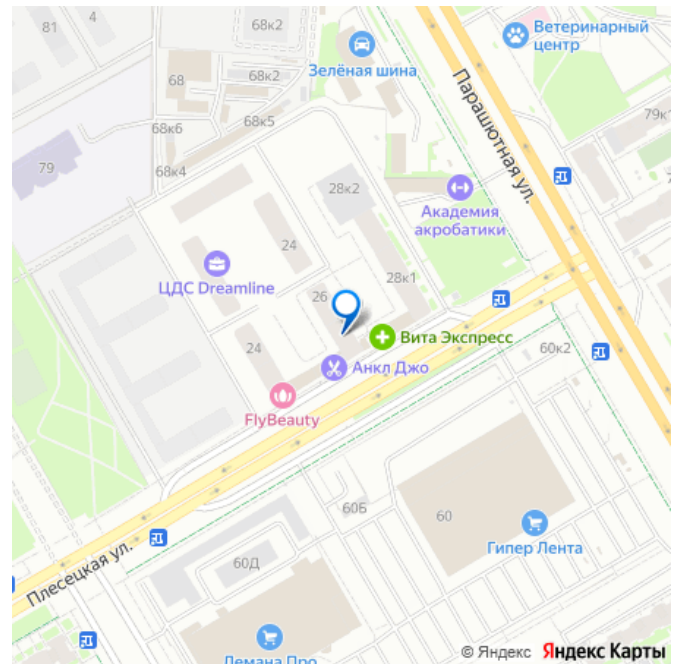 81
4
68к2
Ветеринарный
центр
Зелёная шина
68
68к2
Парашютная ул.
68к6
68к5
79к1
79
68к4
28к2
Академия
акробатики
24
ЦДС Dreamline
26
28к1
Вита Экспресс
24
60к2
Анкл Джо
FlyBeauty
60Б
60
Гипер Лента
60Д
Плесецкая ул.
Лемана Про
© Яндекс Яндекс Карты